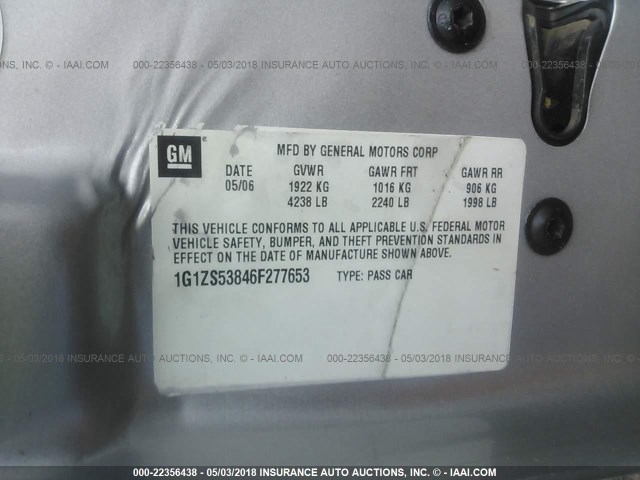 INC. - © IAAI.COM 000-22356438 - 05/03/2018 INSURANCE AUTO AUCTIONS, INC. - © IAAI.COM 000-22356438 - 05/03/2018
GM
MFD BY GENERAL MOTORS CORP
DATE GVWR GAWR FRT GAWR RR
05/06 1922 KG 1016 KG 906 KG
4238 LB 2240 LB 1998 LB
THIS VEHICLE CONFORMS TO ALL APPLICABLE U.S. FEDERAL MOTOR
VEHICLE SAFETY, BUMPER, AND THEFT PREVENTION STANDARDS IN
EFFECT ON THE DATE OF MANUFACTURE SHOWN ABOVE.
1G1ZS53846F277653 TYPE: PASS CAR
- 05/03/2018 INSURANCE AUTO AUCTIONS, INC. - © IAAI.COM 000-22356438 - 05/03/2018 INSURANCE AUTO AUCTIONS, INC. - © IAAI.COM
000-22356438 - 05/03/2018 INSURANCE AUTO AUCTIONS, INC. - © IAAI.COM